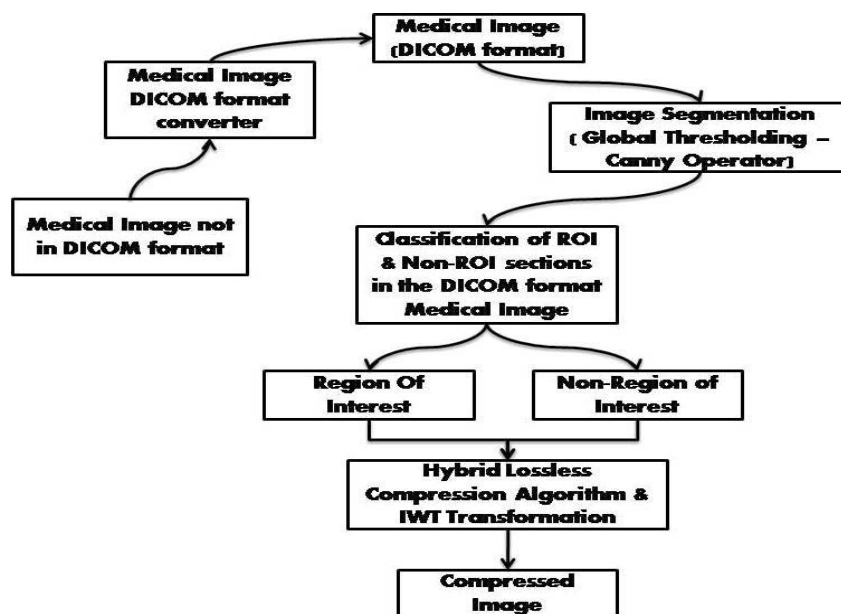 Medical Image
(DICOM format)
Medical Image
DICOM format
converter
Image Segmentation
( Global Thresholding –
Canny Operator)
Medical Image not
in DICOM format
Classification of ROI
& Non-ROI sections
in the DICOM format
Medical Image
Region Of
Interest
Non-Region of
Interest
Hybrid Lossless
Compression Algorithm &
IWT Transformation
Compressed
Image